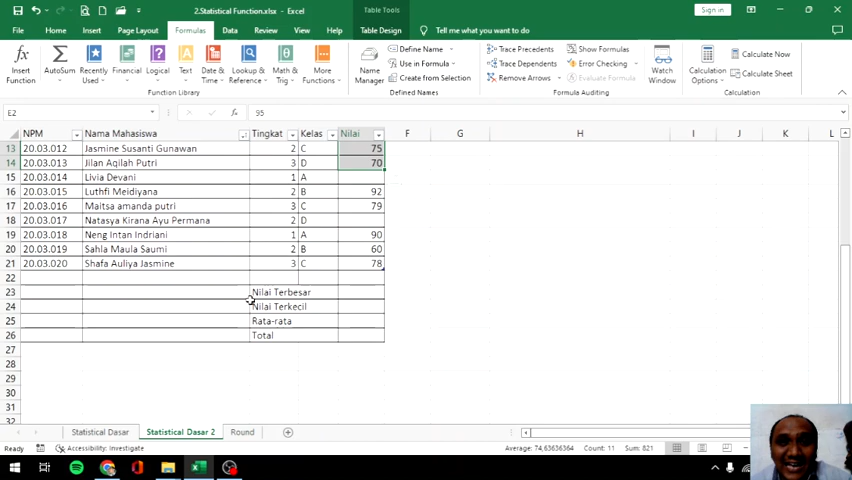 2.Statistical Function.xlsx - Excel
Table Tools
Sign in
File Home Insert Page Layout Formulas Data Review View Help Table Design Tell me what you want to do
Insert Function
AutoSum
Recently Used
Financial
Logical
Text
Date & Time
Lookup & Reference
Math & Trig
More Functions
Function Library
Name Manager
Define Name
Use in Formula
Create from Selection
Defined Names
Trace Precedents
Trace Dependents
Remove Arrows
Show Formulas
Error Checking
Evaluate Formula
Formula Auditing
Watch Window
Calculation Options
Calculate Now
Calculate Sheet
Calculation
E2 fx 95
NPM Nama Mahasiswa Tingkat Kelas Nilai F G H I J K L
13 20.03.012 Jasmine Susanti Gunawan 2 C 75
14 20.03.013 Jilan Aqilah Putri 3 D 70
15 20.03.014 Livia Devani 1 A
16 20.03.015 Luthfi Meidiyana 2 B 92
17 20.03.016 Maitsa amanda putri 3 C 79
18 20.03.017 Natasya Kirana Ayu Permana 2 D
19 20.03.018 Neng Intan Indriani 1 A 90
20 20.03.019 Sahla Maula Saumi 2 B 60
21 20.03.020 Shafa Auliya Jasmine 3 C 78
22
23 Nilai Terbesar
24 Nilai Terkecil
25 Rata-rata
26 Total
27
28
29
30
31
32
Statistical Dasar Statistical Dasar 2 Round
Ready Accessibility: Investigate Average: 74,63636364 Count: 11 Sum: 821